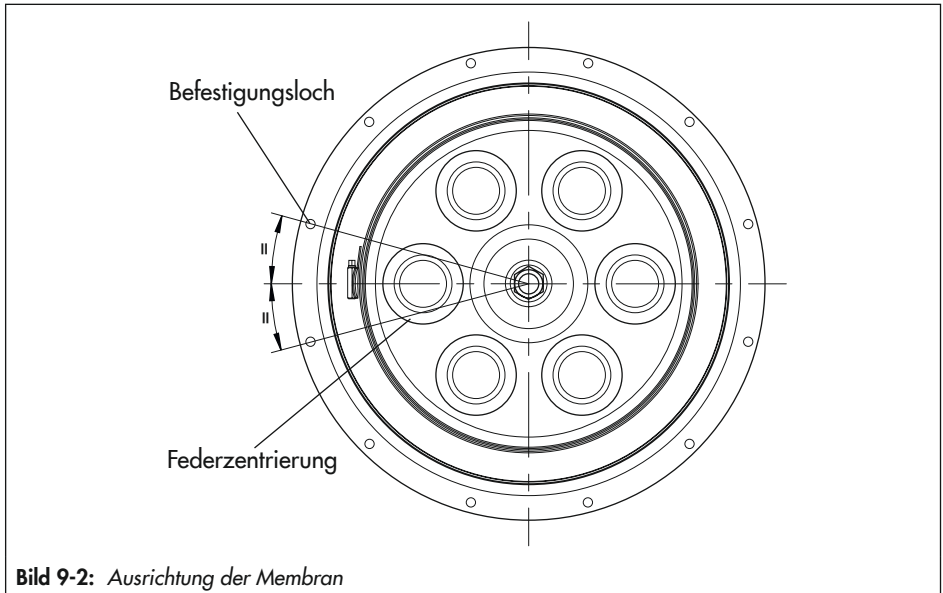 Befestigungsloch
=
=
Federzentrierung
Bild 9-2: Ausrichtung der Membran